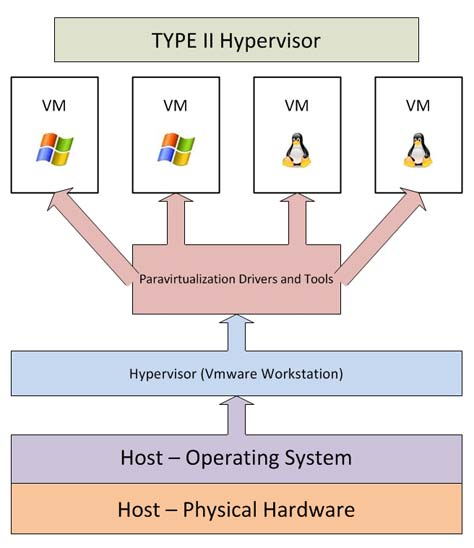 TYPE II Hypervisor
VM
VM
VM
VM
Paravirtualization Drivers and Tools
Hypervisor (Vmware Workstation)
Host – Operating System
Host – Physical Hardware